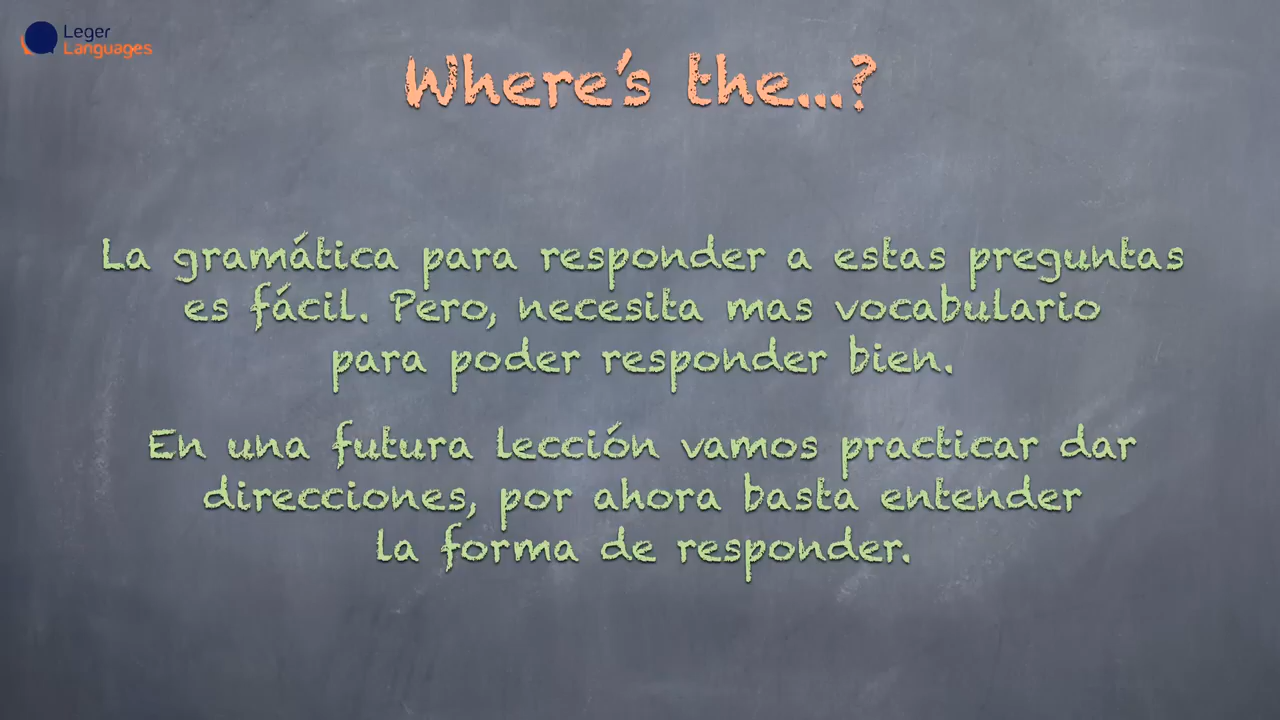 Leger
Languages
Where's the...?
La gramática para responder a estas preguntas
es fácil. Pero, necesita mas vocabulario
para poder responder bien.
En una futura lección vamos practicar dar
direcciones, por ahora basta entender
la forma de responder.